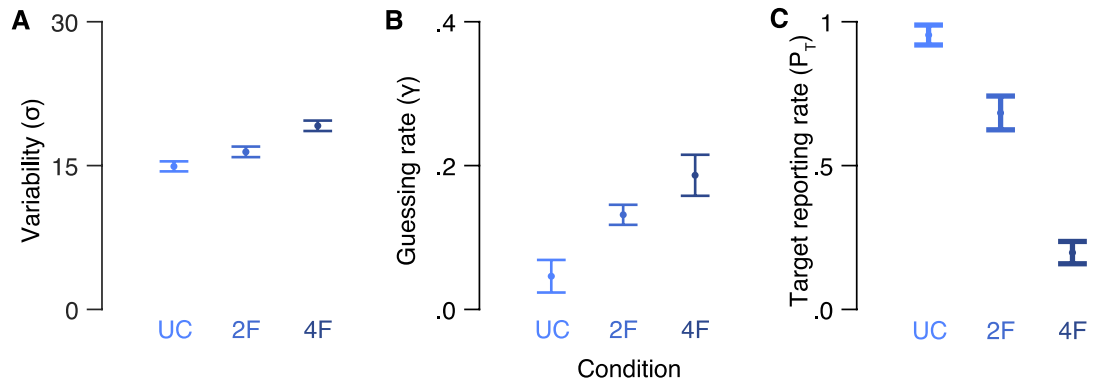 A
30
15
0
Variability (σ)
UC 2F 4F
B
.4
.2
.0
Guessing rate (γ)
UC 2F 4F
Condition
C
1
.5
.0
Target reporting rate (P_T)
UC 2F 4F